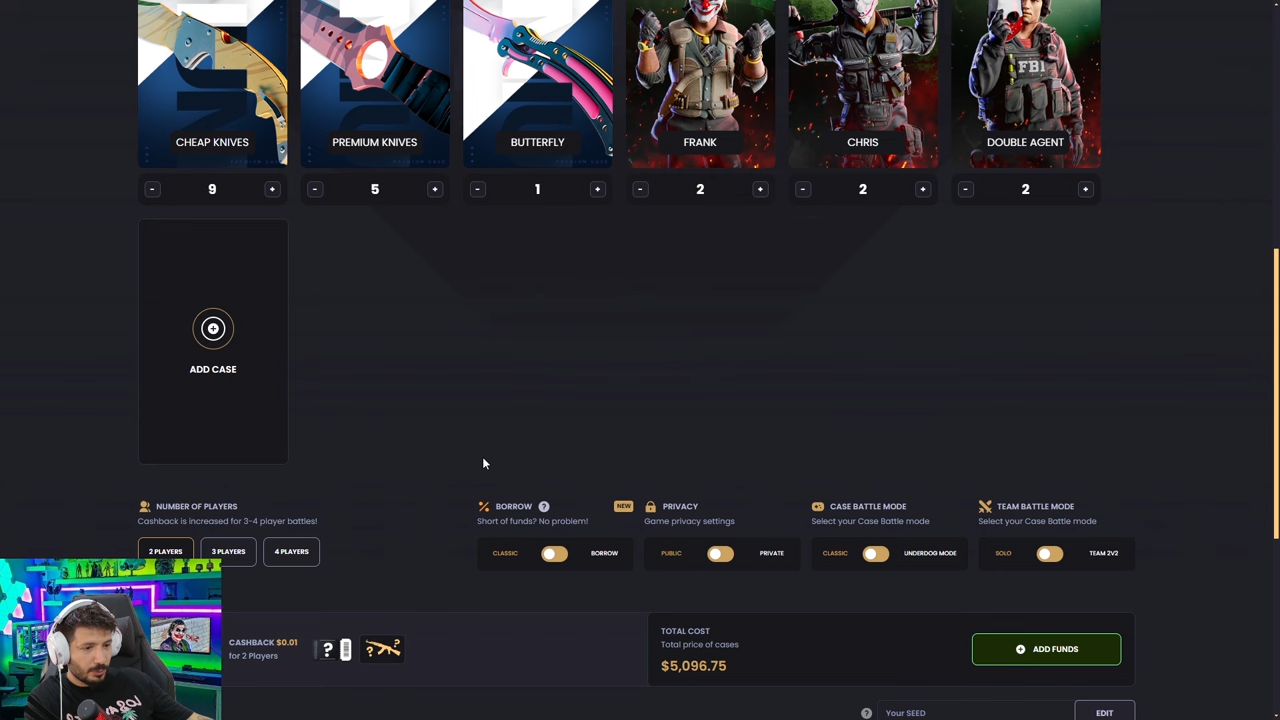 CHEAP KNIVES
PREMIUM KNIVES
BUTTERFLY
FRANK
CHRIS
FBI
DOUBLE AGENT
- 9 +
- 5 +
- 1 +
- 2 +
- 2 +
- 2 +
ADD CASE
NUMBER OF PLAYERS
Cashback is increased for 3-4 player battles!
2 PLAYERS
3 PLAYERS
4 PLAYERS
BORROW ? NEW
Short of funds? No problem!
CLASSIC BORROW
PRIVACY
Game privacy settings
PUBLIC PRIVATE
CASE BATTLE MODE
Select your Case Battle mode
CLASSIC UNDERDOG MODE
TEAM BATTLE MODE
Select your Case Battle mode
SOLO TEAM 2V2
CASHBACK $0.01
for 2 Players
TOTAL COST
Total price of cases
$5,096.75
ADD FUNDS
? Your SEED
EDIT